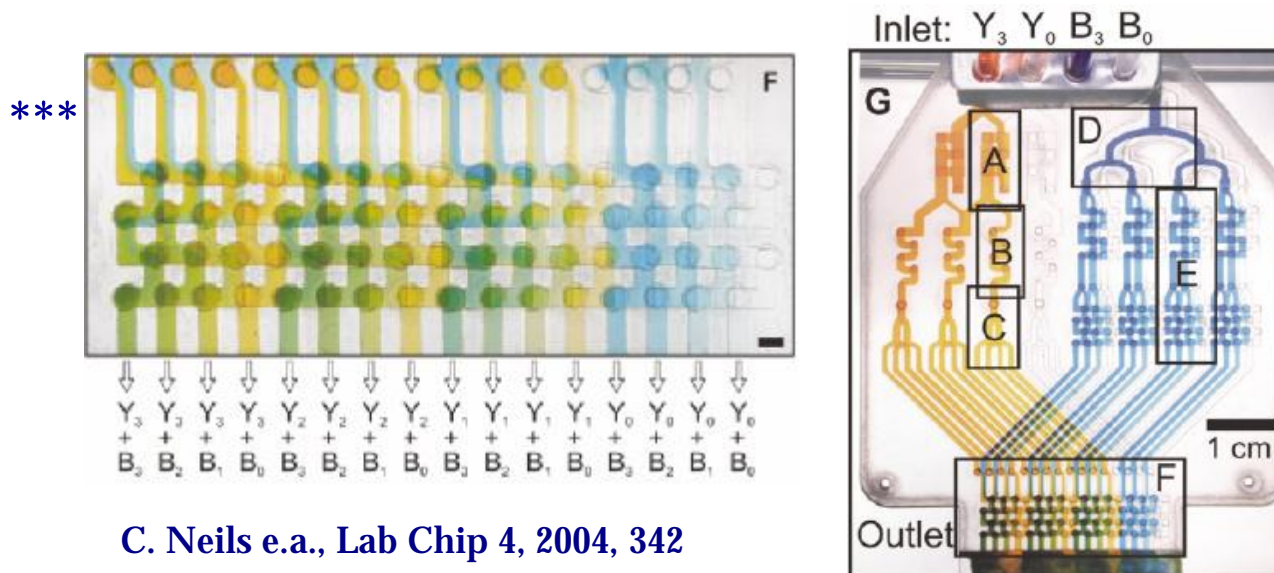 ***
F
Y₃ Y₃ Y₃ Y₃ Y₂ Y₂ Y₂ Y₂ Y₁ Y₁ Y₁ Y₁ Y₀ Y₀ Y₀ Y₀
+ + + + + + + + + + + + + + + +
B₃ B₂ B₁ B₀ B₃ B₂ B₁ B₀ B₃ B₂ B₁ B₀ B₃ B₂ B₁ B₀
C. Neils e.a., Lab Chip 4, 2004, 342
Inlet: Y₃ Y₀ B₃ B₀
G
A
D
B
E
C
1 cm
F
Outlet